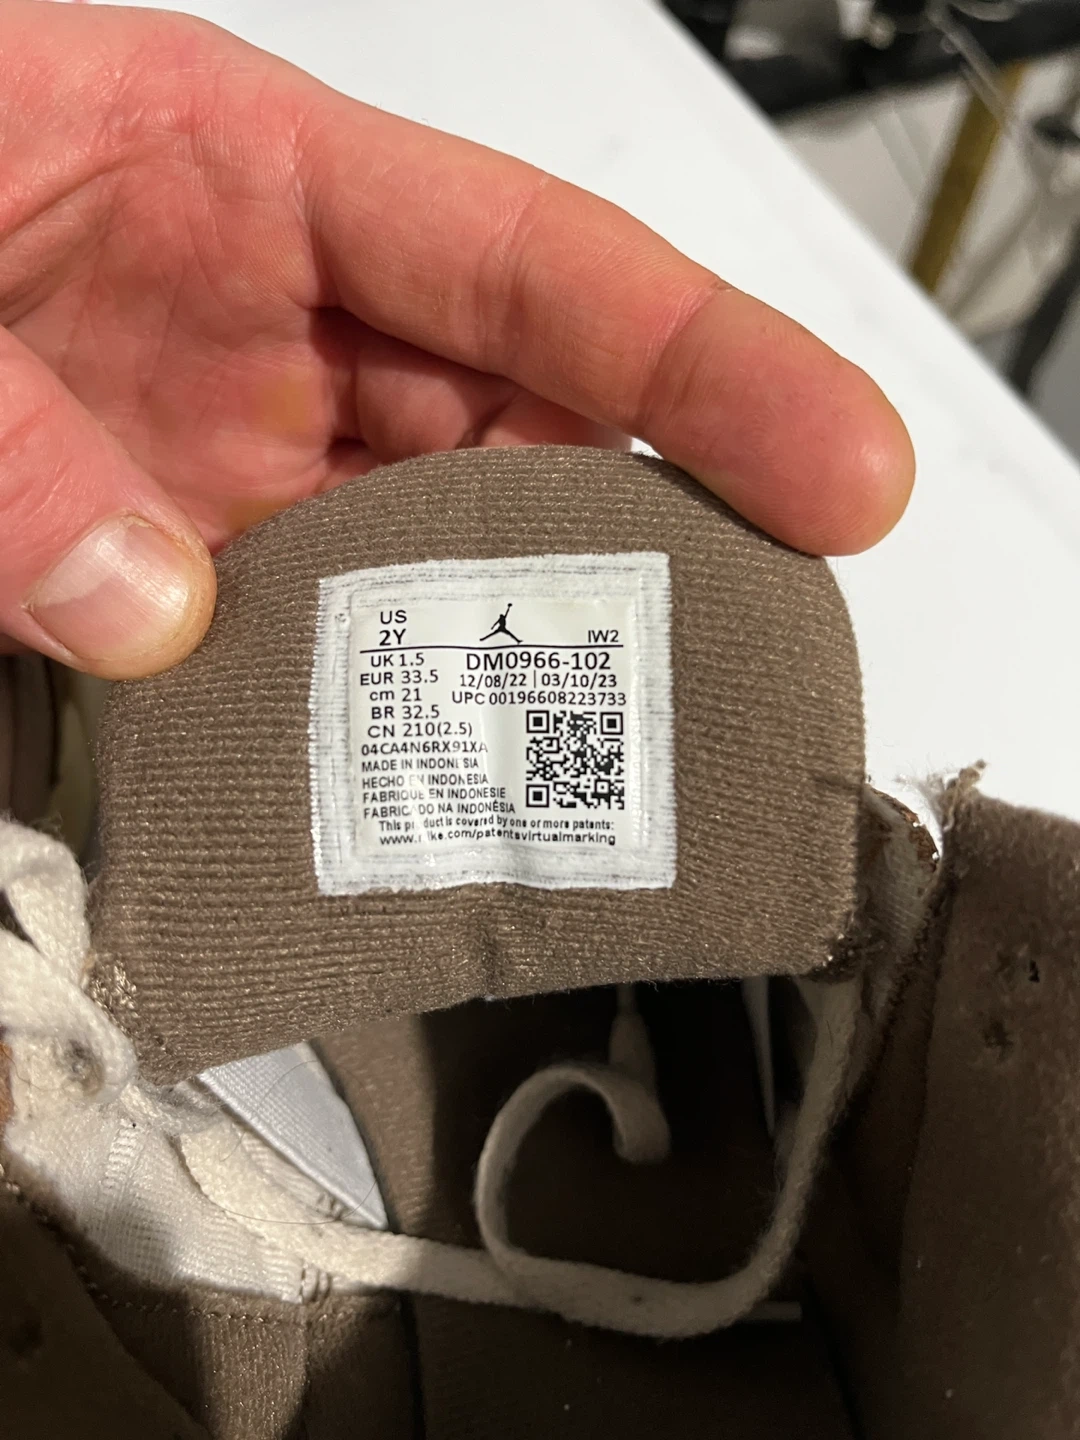 US
2Y
IW2
UK 1.5
DM0966-102
EUR 33.5
12/08/22 | 03/10/23
cm 21
UPC 00196608223733
BR 32.5
CN 210(2.5)
04CA4N6RX91XA
MADE IN INDONESIA
HECHO EN INDONESIA
FABRIQUE EN INDONESIE
FABRICADO NA INDONÉSIA
This product is covered by one or more patents:
www.nike.com/patentsvirtualmarking